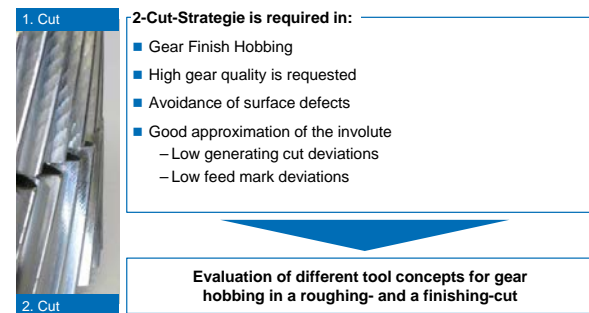 1. Cut
2-Cut-Strategie is required in:
■ Gear Finish Hobbing
■ High gear quality is requested
■ Avoidance of surface defects
■ Good approximation of the involute
– Low generating cut deviations
– Low feed mark deviations
Evaluation of different tool concepts for gear
hobbing in a roughing- and a finishing-cut
2. Cut